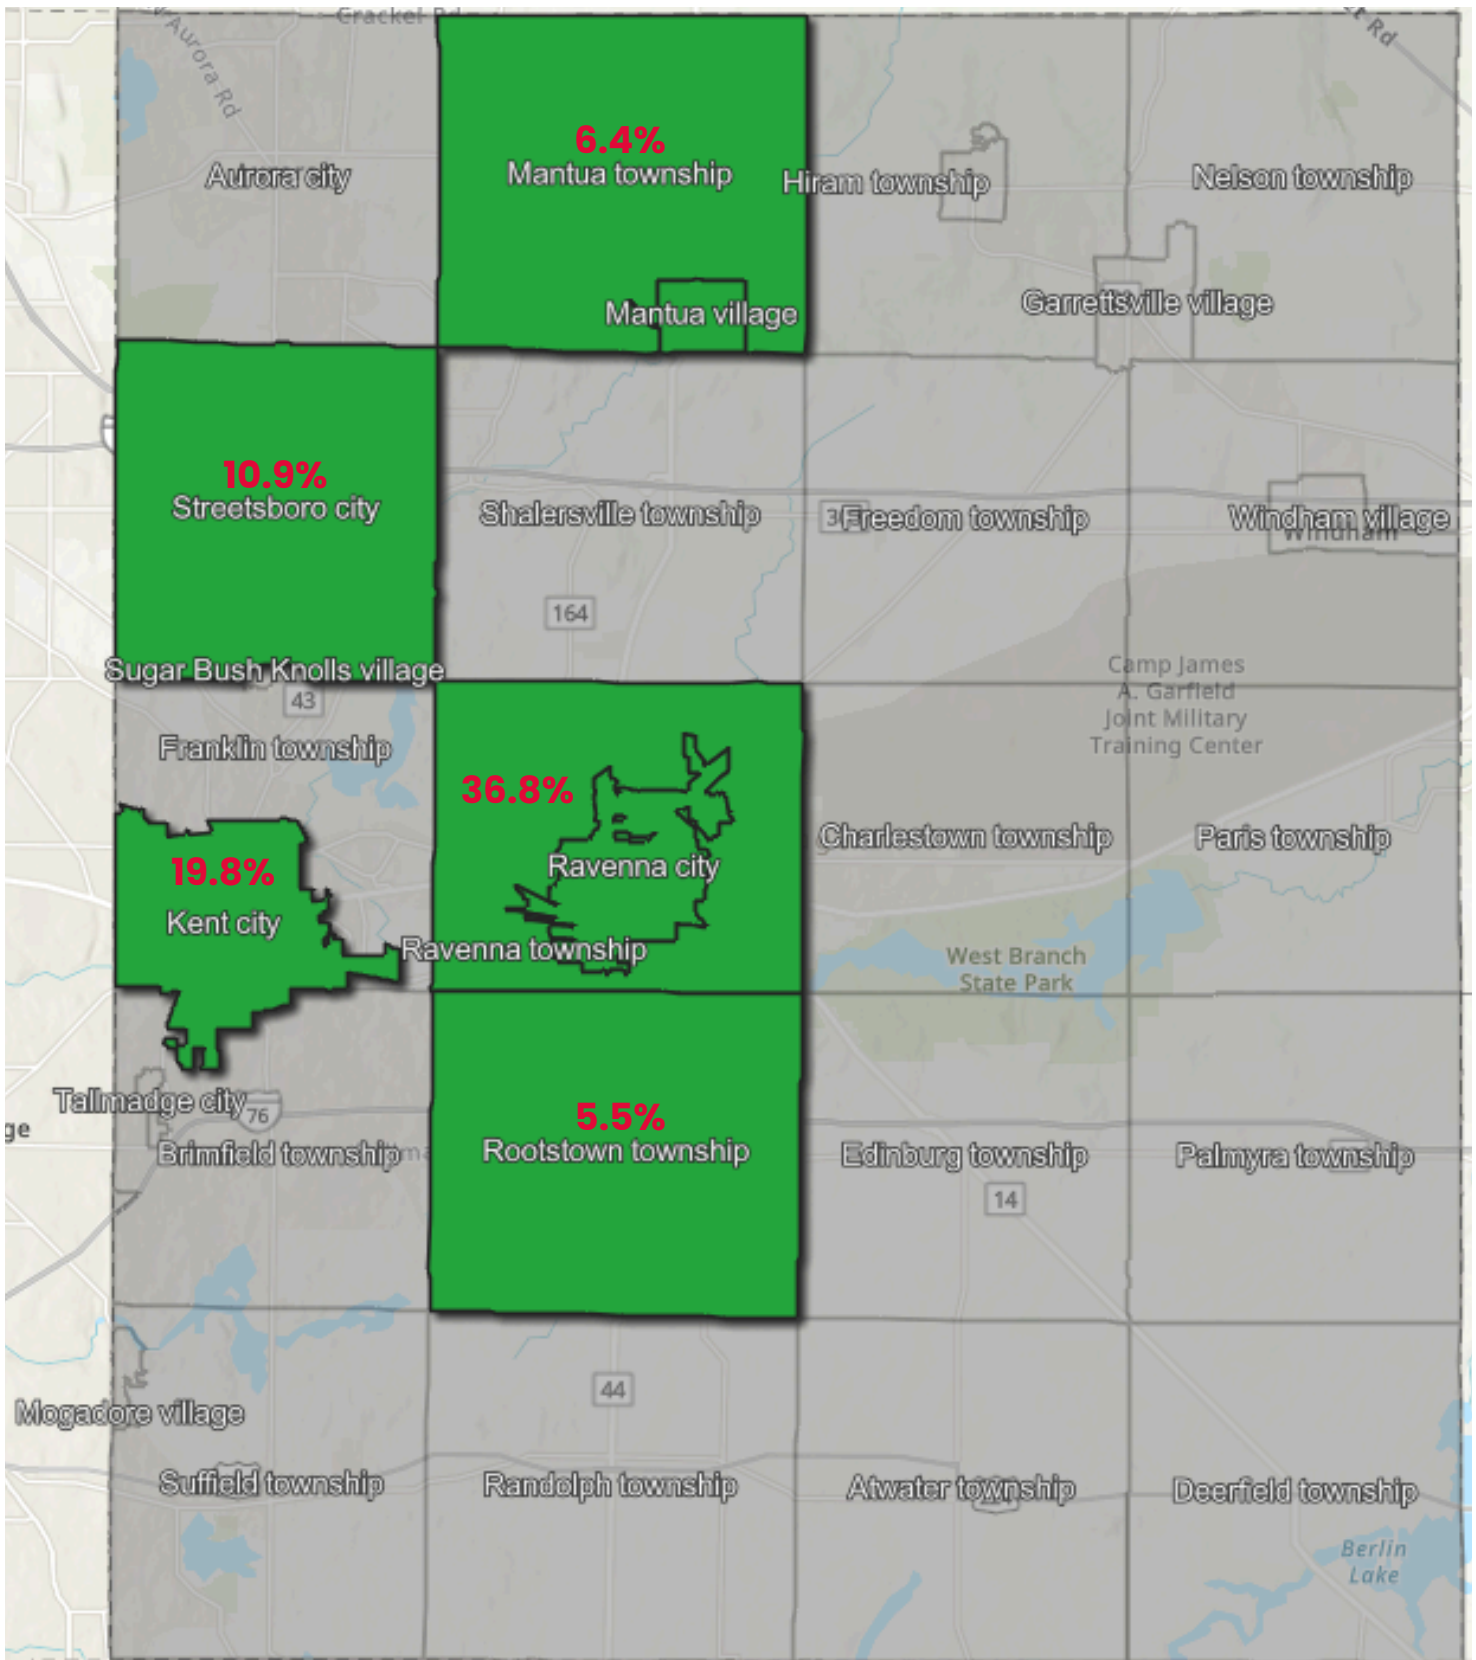 Crackel Rd
Aurora Rd
t Rd
6.4%
Aurora city
Mantua township
Hiram township
Nelson township
Mantua village
Garrettsville village
10.9%
Streetsboro city
Shalersville township
Freedom township
Windham village
Windham
164
Sugar Bush Knolls village
43
Camp James
A. Garfield
Joint Military
Training Center
Franklin township
36.8%
19.8%
Ravenna city
Charlestown township
Paris township
Kent city
Ravenna township
West Branch
State Park
Tallmadge city
76
ge
5.5%
Brimfield township
Rootstown township
Edinburg township
Palmyra township
14
44
Mogadore village
Suffield township
Randolph township
Atwater township
Deerfield township
Berlin
Lake